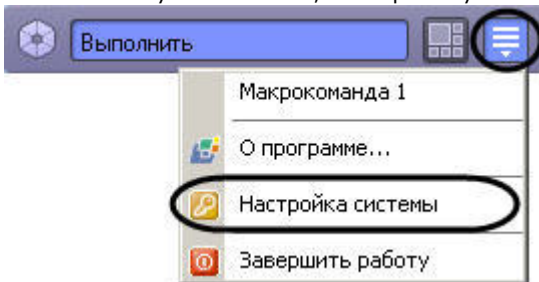 Выполнить
Макрокоманда 1
О программе...
Настройка системы
Завершить работу